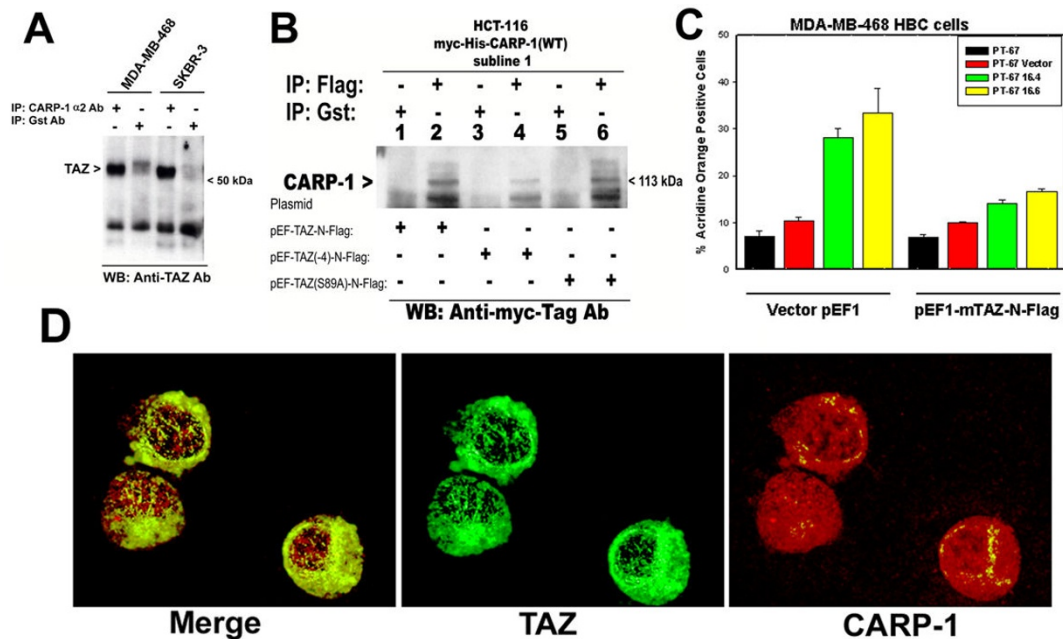 A
MDA-MB-468
SKBR-3
IP: CARP-1 α2 Ab + - + -
IP: Gst Ab - + - +
TAZ >
< 50 kDa
WB: Anti-TAZ Ab
B
HCT-116
myc-His-CARP-1(WT)
subline 1
IP: Flag: - + - + - +
IP: Gst: + - + - + -
1 2 3 4 5 6
CARP-1 >
< 113 kDa
Plasmid
pEF-TAZ-N-Flag: + + - - - -
pEF-TAZ(-4)-N-Flag: - - + + - -
pEF-TAZ(S89A)-N-Flag: - - - - + +
WB: Anti-myc-Tag Ab
C
MDA-MB-468 HBC cells
% Acridine Orange Positive Cells
50
40
30
20
10
0
PT-67
PT-67 Vector
PT-67 16.4
PT-67 16.6
Vector pEF1
pEF1-mTAZ-N-Flag
D
Merge
TAZ
CARP-1